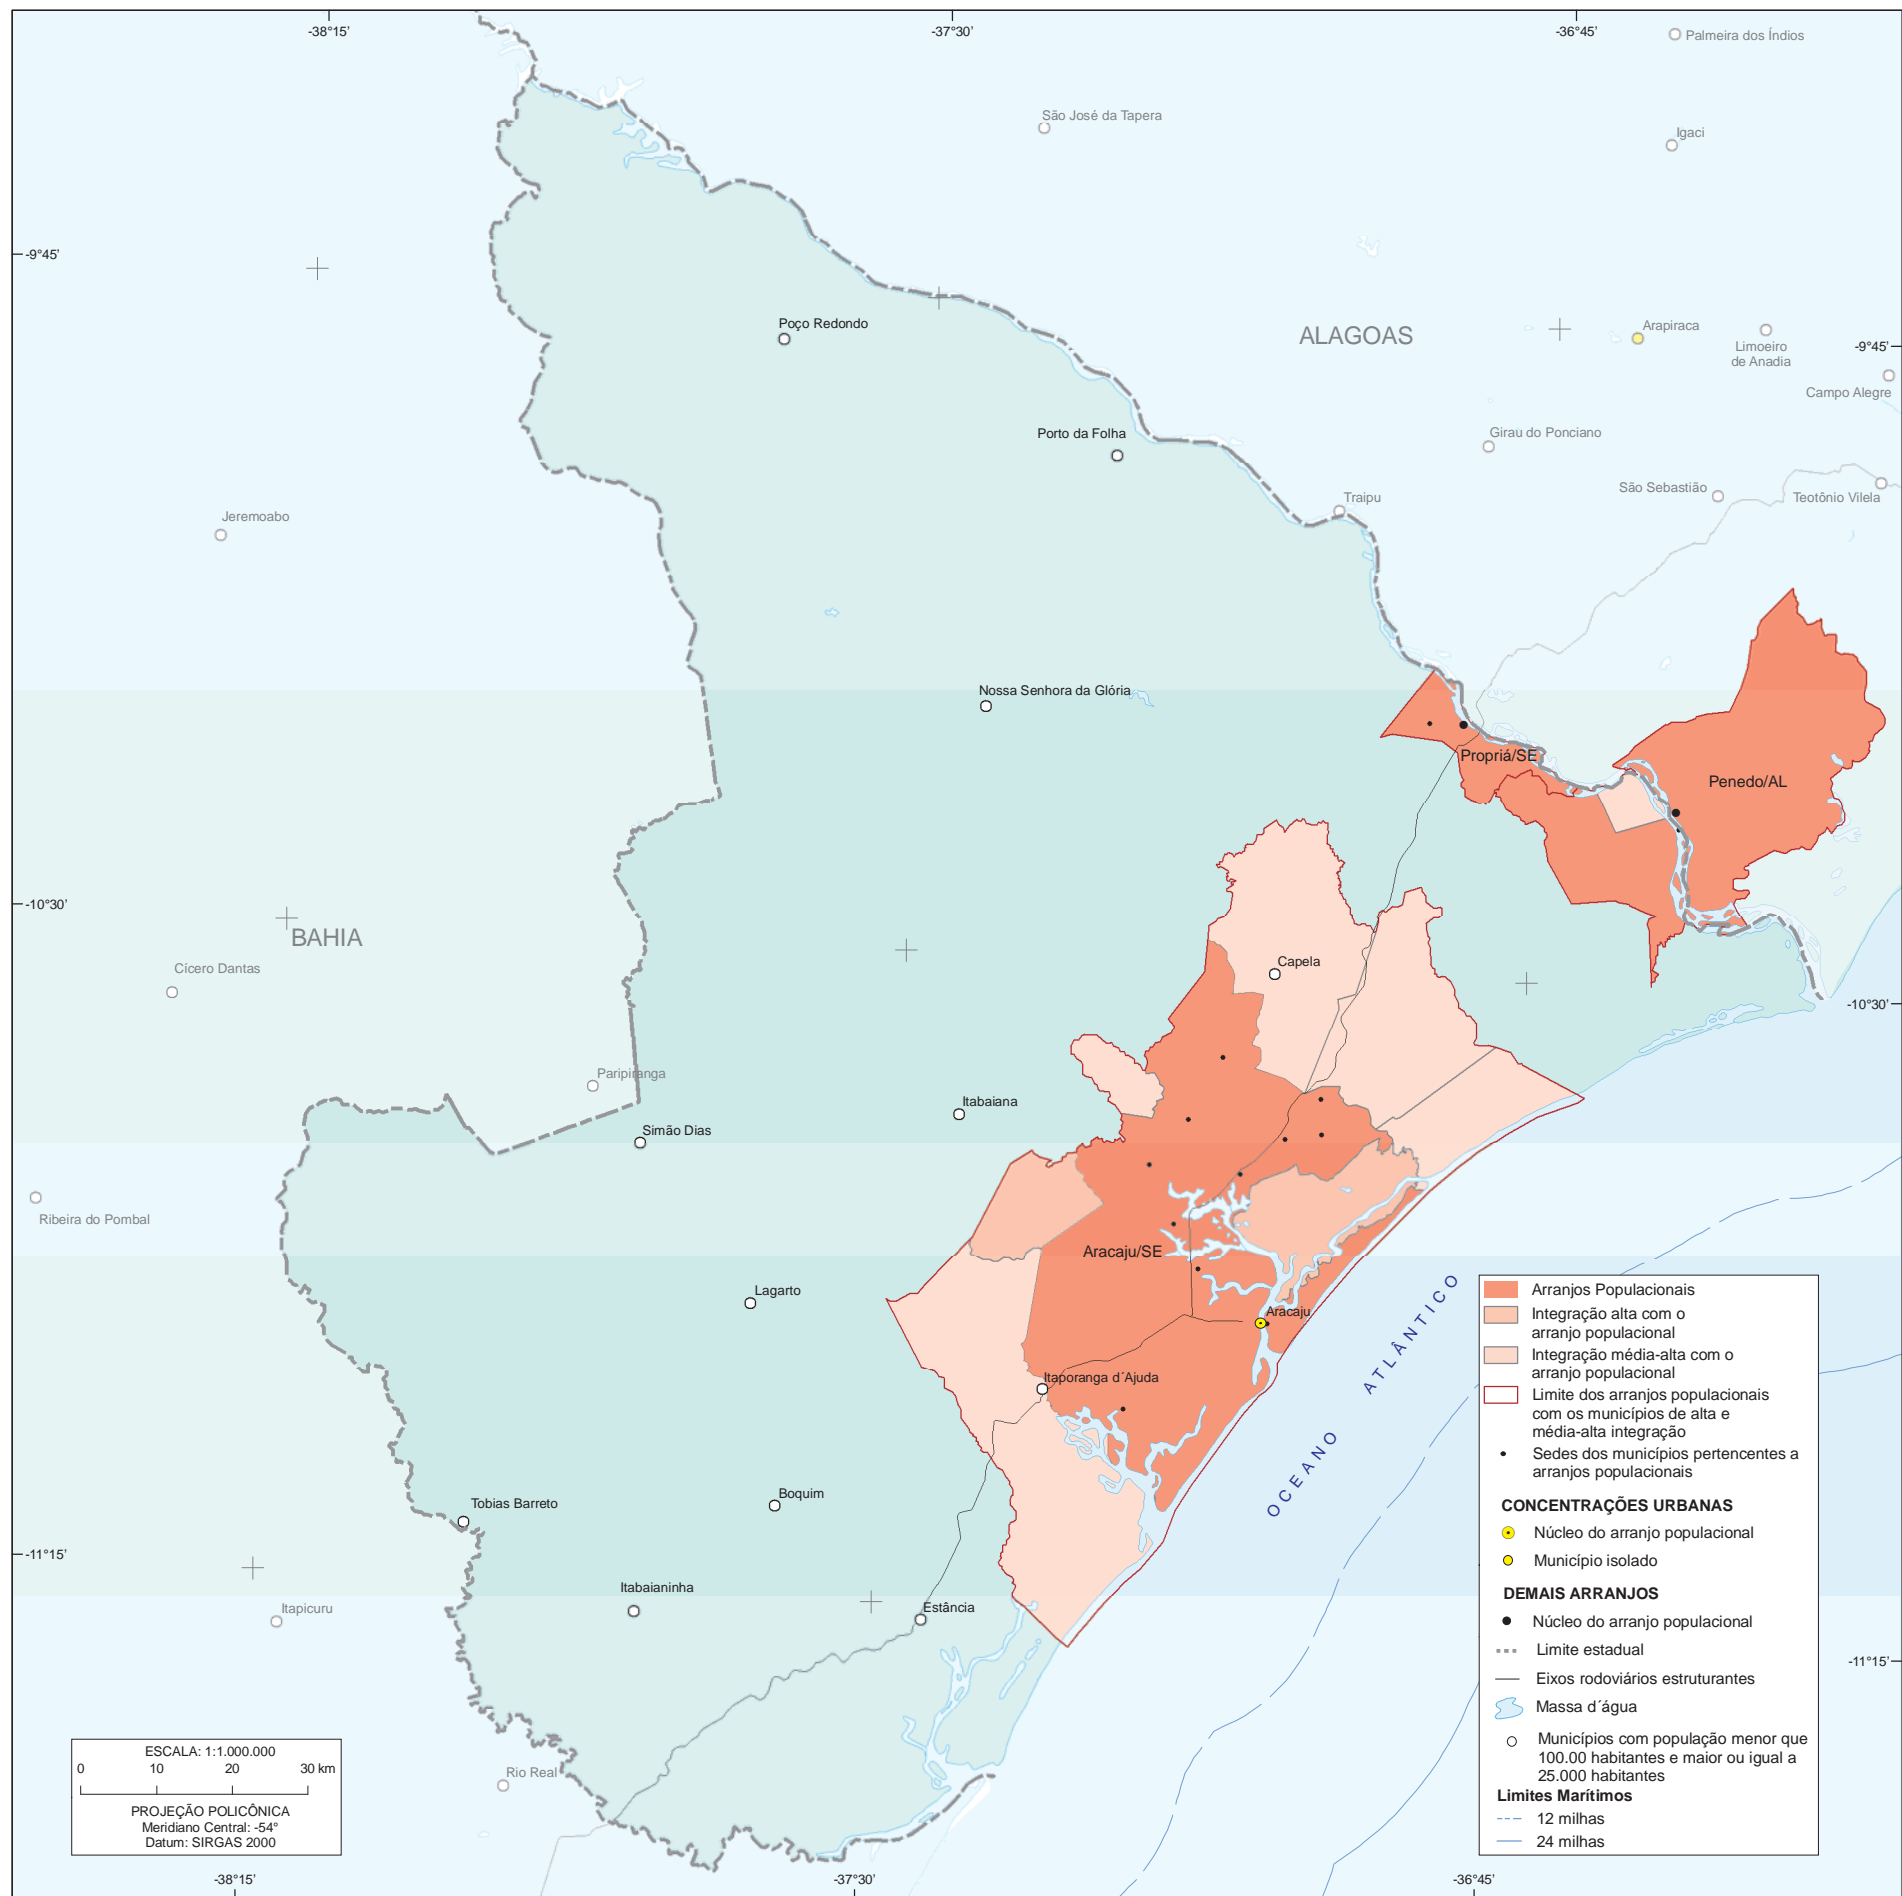 -38°15'
-37°30'
-36°45'
Palmeira dos Índios
São José da Tapera
Igaci
-9°45'
Poço Redondo
ALAGOAS
Arapiraca
Limoeiro
de Anadia
-9°45'
Campo Alegre
Porto da Folha
Girau do Ponciano
São Sebastião
Teotônio Vilela
Traipu
Jeremoabo
Nossa Senhora da Glória
Propriá/SE
Penedo/AL
-10°30'
BAHIA
Capela
Cícero Dantas
-10°30'
Paripiranga
Itabaiana
Simão Dias
Ribeira do Pombal
Aracaju/SE
Lagarto
Aracaju
Itaporanga d´Ajuda
OCEANO ATLÂNTICO
Boquim
Tobias Barreto
-11°15'
Itabaianinha
Itapicuru
Estância
-11°15'
Rio Real
Arranjos Populacionais
Integração alta com o
arranjo populacional
Integração média-alta com o
arranjo populacional
Limite dos arranjos populacionais
com os municípios de alta e
média-alta integração
Sedes dos municípios pertencentes a
arranjos populacionais
CONCENTRAÇÕES URBANAS
Núcleo do arranjo populacional
Município isolado
DEMAIS ARRANJOS
Núcleo do arranjo populacional
Limite estadual
Eixos rodoviários estruturantes
Massa d´água
Municípios com população menor que
100.00 habitantes e maior ou igual a
25.000 habitantes
Limites Marítimos
12 milhas
24 milhas
ESCALA: 1:1.000.000
0 10 20 30 km
PROJEÇÃO POLICÔNICA
Meridiano Central: -54°
Datum: SIRGAS 2000
-38°15'
-37°30'
-36°45'